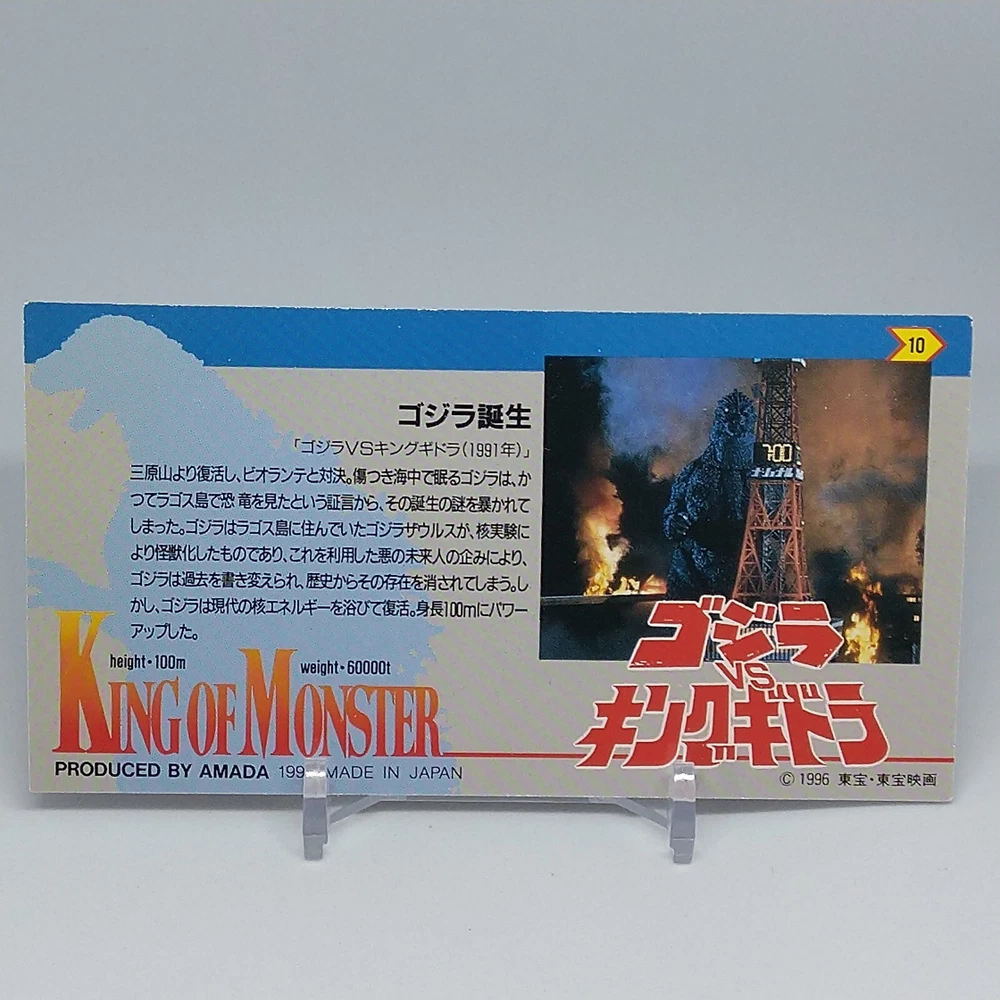 10
ゴジラ誕生
「ゴジラVSキングギドラ(1991年)」
三原山より復活し、ビオランテと対決。傷つき海中で眠るゴジラは、か
つてラゴス島で恐竜を見たという証言から、その誕生の謎を暴かれて
しまった。ゴジラはラゴス島に住んでいたゴジラザウルスが、核実験に
より怪獣化したものであり、これを利用した悪の未来人の企みにより、
ゴジラは過去を書き変えられ、歴史からその存在を消されてしまう。し
かし、ゴジラは現代の核エネルギーを浴びて復活。身長100mにパワー
アップした。
height・100m
weight・60000t
KING OF MONSTER
PRODUCED BY AMADA MADE IN JAPAN
7:00
ゴジラ
VS
キングギドラ
© 1996 東宝・東宝映画